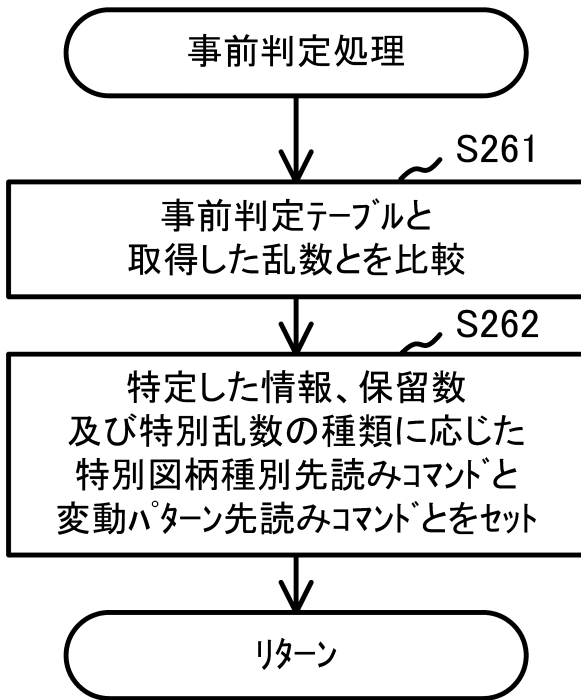 事前判定処理
S261
事前判定ﾃｰﾌﾞﾙと
取得した乱数とを比較
S262
特定した情報、保留数
及び特別乱数の種類に応じた
特別図柄種別先読みｺﾏﾝﾄﾞと
変動ﾊﾟﾀｰﾝ先読みｺﾏﾝﾄﾞとをｾｯﾄ
ﾘﾀｰﾝ